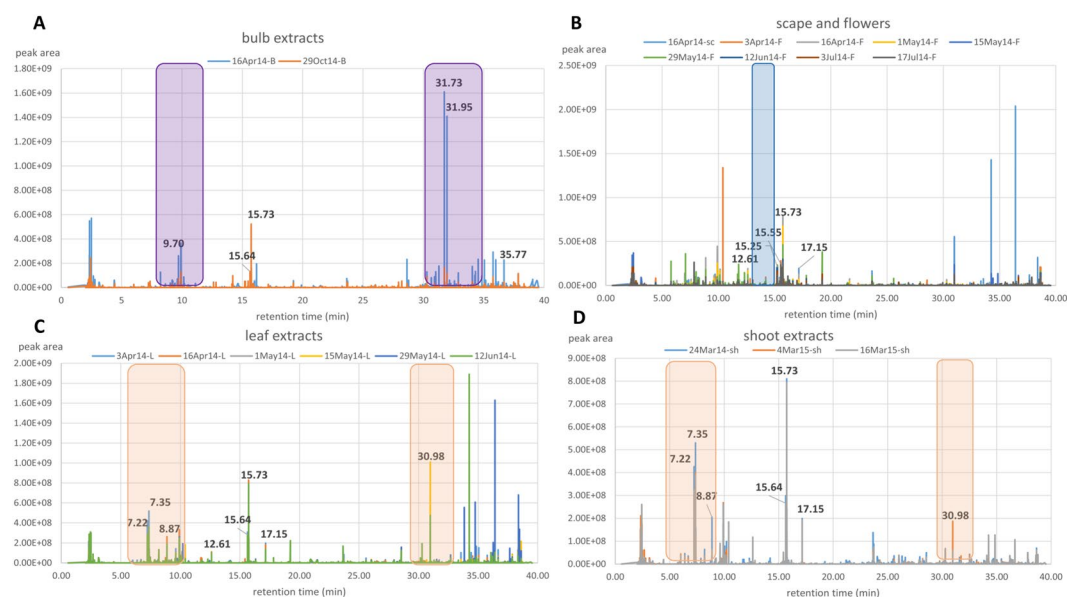 A
bulb extracts
peak area
16Apr14-B 29Oct14-B
1.80E+09
1.60E+09
1.40E+09
1.20E+09
1.00E+09
8.00E+08
6.00E+08
4.00E+08
2.00E+08
0.00E+00
31.73
31.95
15.73
15.64
9.70
35.77
0 5 10 15 20 25 30 35 40
retention time (min)
B
scape and flowers
peak area
16Apr14-sc 3Apr14-F 16Apr14-F 1May14-F 15May14-F
29May14-F 12Jun14-F 3Jul14-F 17Jul14-F
2.50E+09
2.00E+09
1.50E+09
1.00E+09
5.00E+08
0.00E+00
15.73
15.55
15.25
12.61
17.15
0.00 5.00 10.00 15.00 20.00 25.00 30.00 35.00 40.00
retention time (min)
C
leaf extracts
peak area
3Apr14-L 16Apr14-L 1May14-L 15May14-L 29May14-L 12Jun14-L
2.00E+09
1.80E+09
1.60E+09
1.40E+09
1.20E+09
1.00E+09
8.00E+08
6.00E+08
4.00E+08
2.00E+08
0.00E+00
30.98
15.73
7.35
7.22
8.87
15.64
12.61
17.15
0.00 5.00 10.00 15.00 20.00 25.00 30.00 35.00 40.00
retention time (min)
D
shoot extracts
peak area
24Mar14-sh 4Mar15-sh 16Mar15-sh
9.00E+08
8.00E+08
7.00E+08
6.00E+08
5.00E+08
4.00E+08
3.00E+08
2.00E+08
1.00E+08
0.00E+00
15.73
7.35
7.22
8.87
15.64
17.15
30.98
0.00 5.00 10.00 15.00 20.00 25.00 30.00 35.00 40.00
retention time (min)